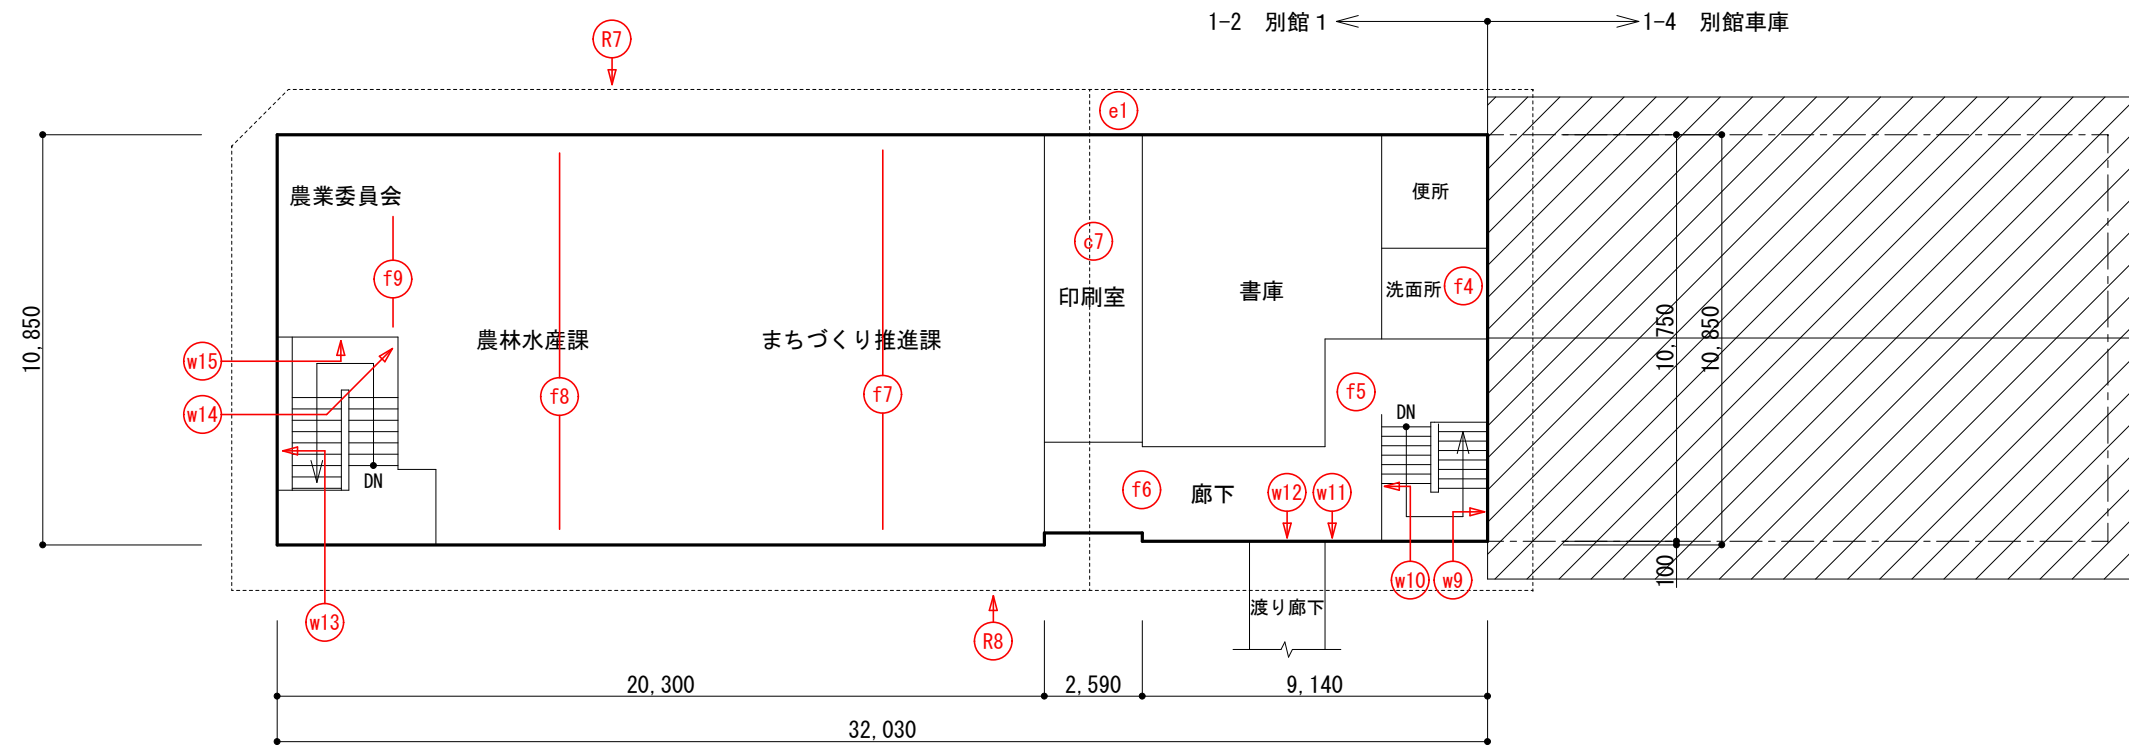 1-2 別館1
1-4 別館車庫
R7
e1
農業委員会
便所
c7
f9
f4
印刷室
書庫
洗面所
農林水産課
まちづくり推進課
10,850
10,750
10,850
w15
w14
f8
f7
f5
DN
DN
f6
廊下
w12
w11
w10
w9
100
渡り廊下
w13
R8
20,300
2,590
9,140
32,030